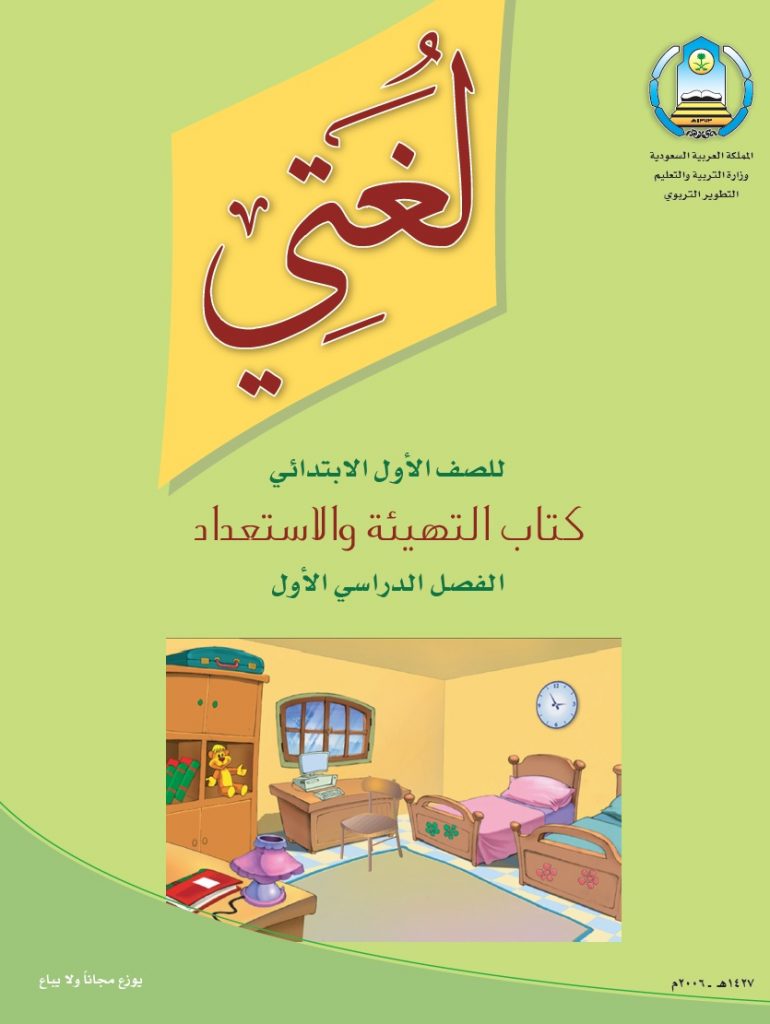 المملكة العربية السعودية
وزارة التربية والتعليم
التطوير التربوي
لُغَتِي
للصف الأول الابتدائي
كتاب التهيئة والاستعداد
الفصل الدراسي الأول
١٤٢٧هـ ـ ٢٠٠٦م
يوزع مجاناً ولا يباع